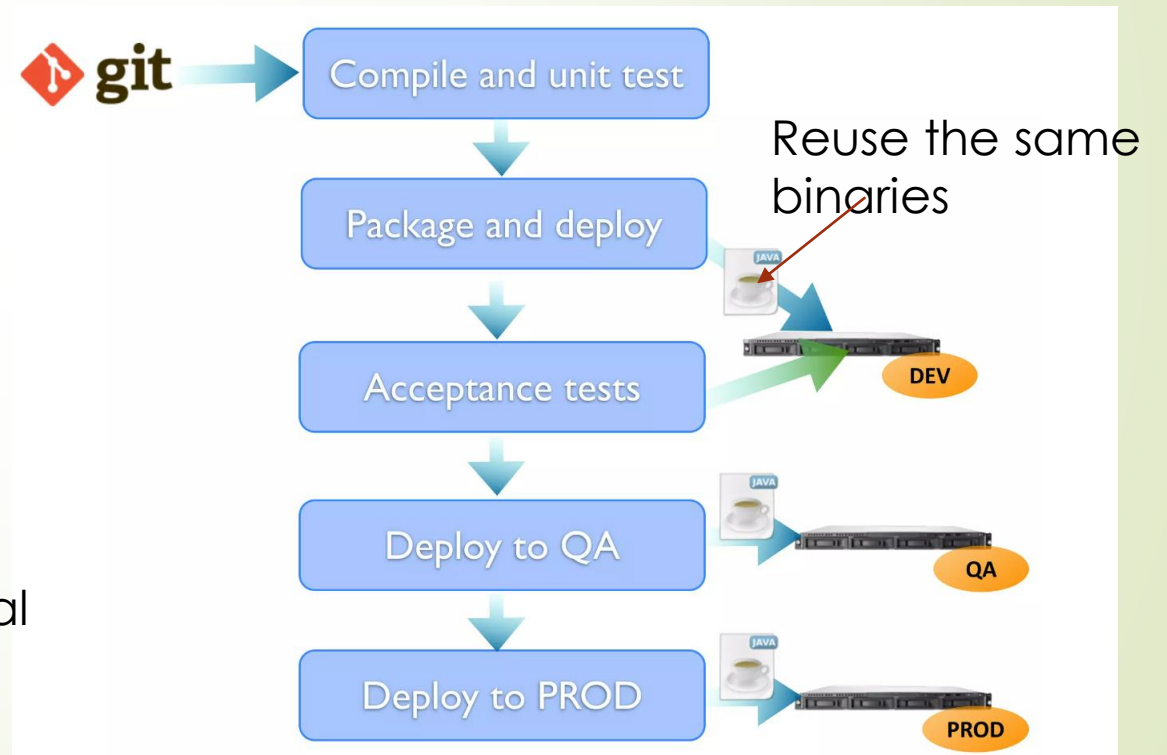 git
Compile and unit test
Reuse the same
binaries
Package and deploy
JAVA
Acceptance tests
DEV
JAVA
Deploy to QA
QA
al
JAVA
Deploy to PROD
PROD